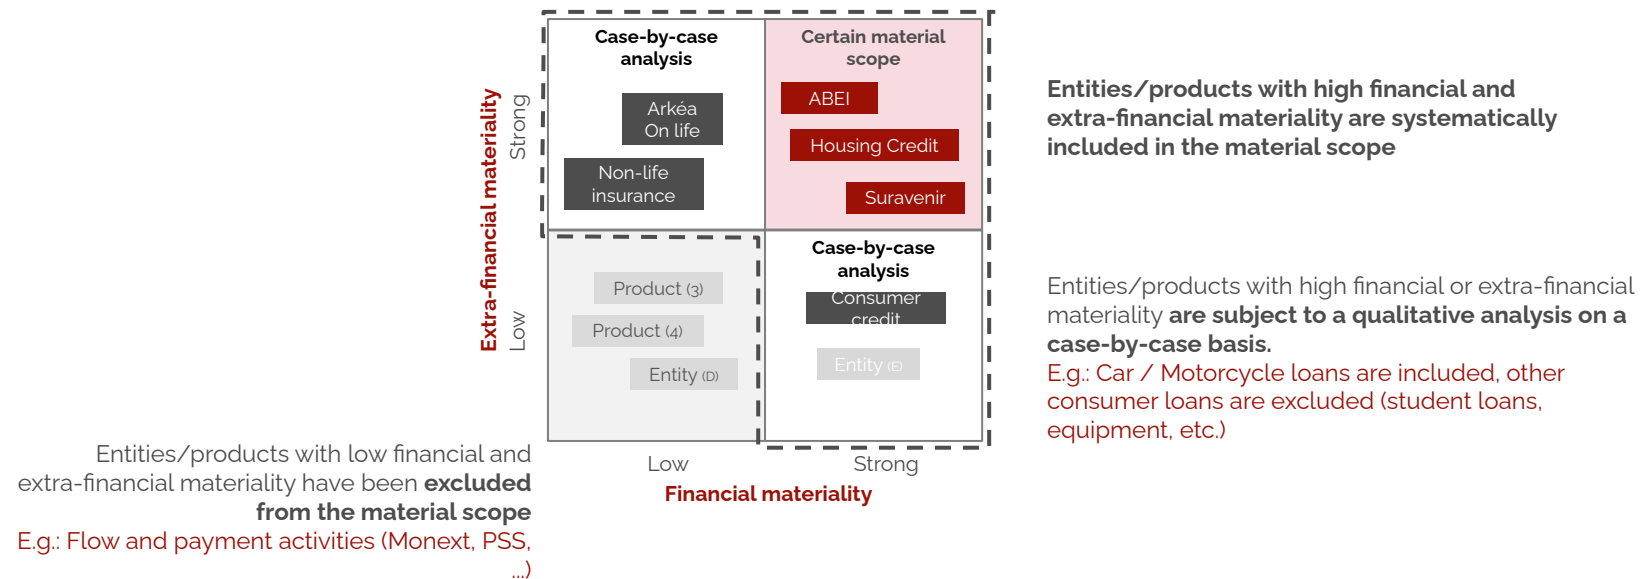 Case-by-case
analysis
Certain material
scope
Arkéa
On life
Non-life
insurance
ABEI
Housing Credit
Suravenir
Extra-financial materiality
Strong
Low
Product (3)
Product (4)
Entity (D)
Case-by-case
analysis
Consumer
credit
Entity (E)
Low
Strong
Financial materiality
Entities/products with high financial and
extra-financial materiality are systematically
included in the material scope
Entities/products with high financial or extra-financial
materiality are subject to a qualitative analysis on a
case-by-case basis.
E.g.: Car / Motorcycle loans are included, other
consumer loans are excluded (student loans,
equipment, etc.)
Entities/products with low financial and
extra-financial materiality have been excluded
from the material scope
E.g.: Flow and payment activities (Monext, PSS,
...)